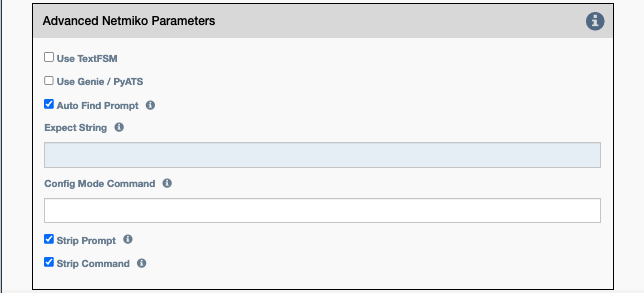 Advanced Netmiko Parameters
Use TextFSM
Use Genie / PyATS
Auto Find Prompt
Expect String
Config Mode Command
Strip Prompt
Strip Command